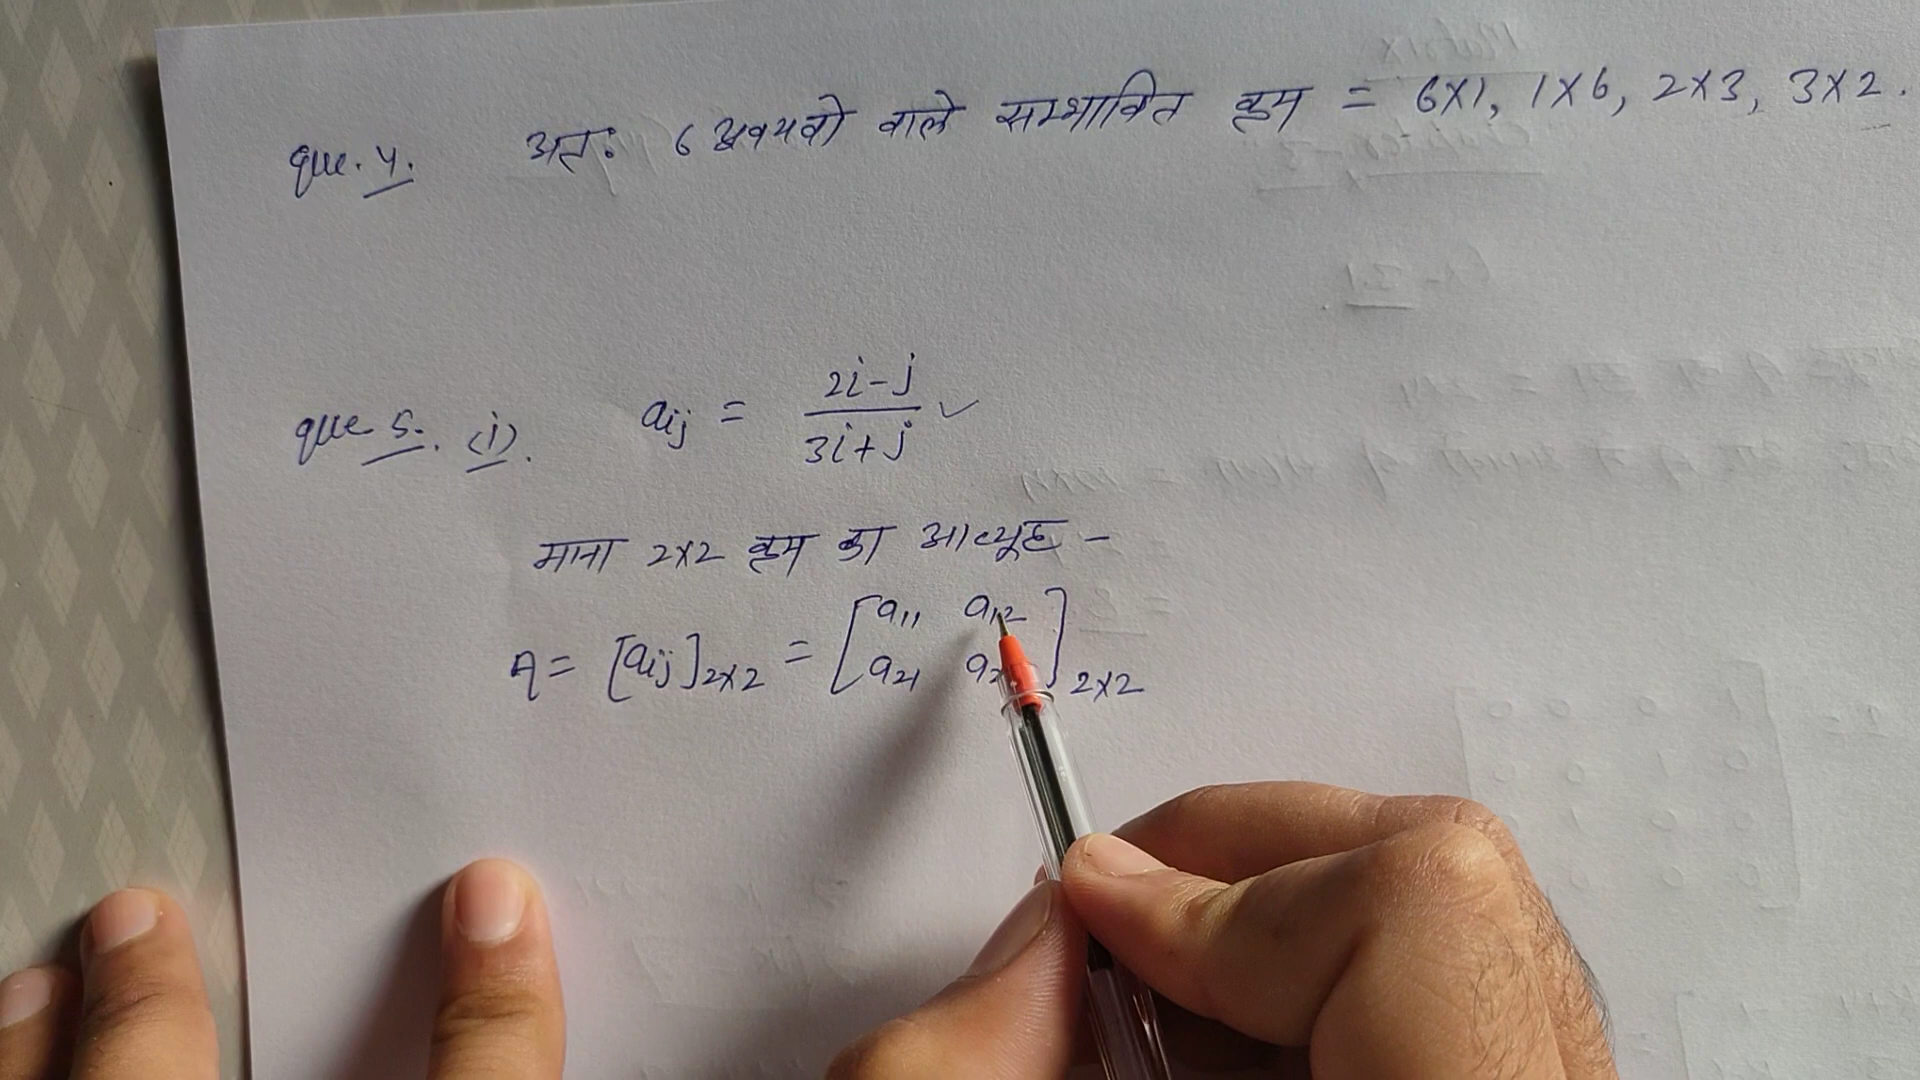 que. 4. अतः 6 अवयवो वाले सम्भावित क्रम = 6×1, 1×6, 2×3, 3×2.
que 5. (i). aij = 2i-j / 3i+j ✓
माना 2×2 क्रम का आव्यूह -
A = [aij]2×2 = [a11 a12
a21 a2 ]2×2